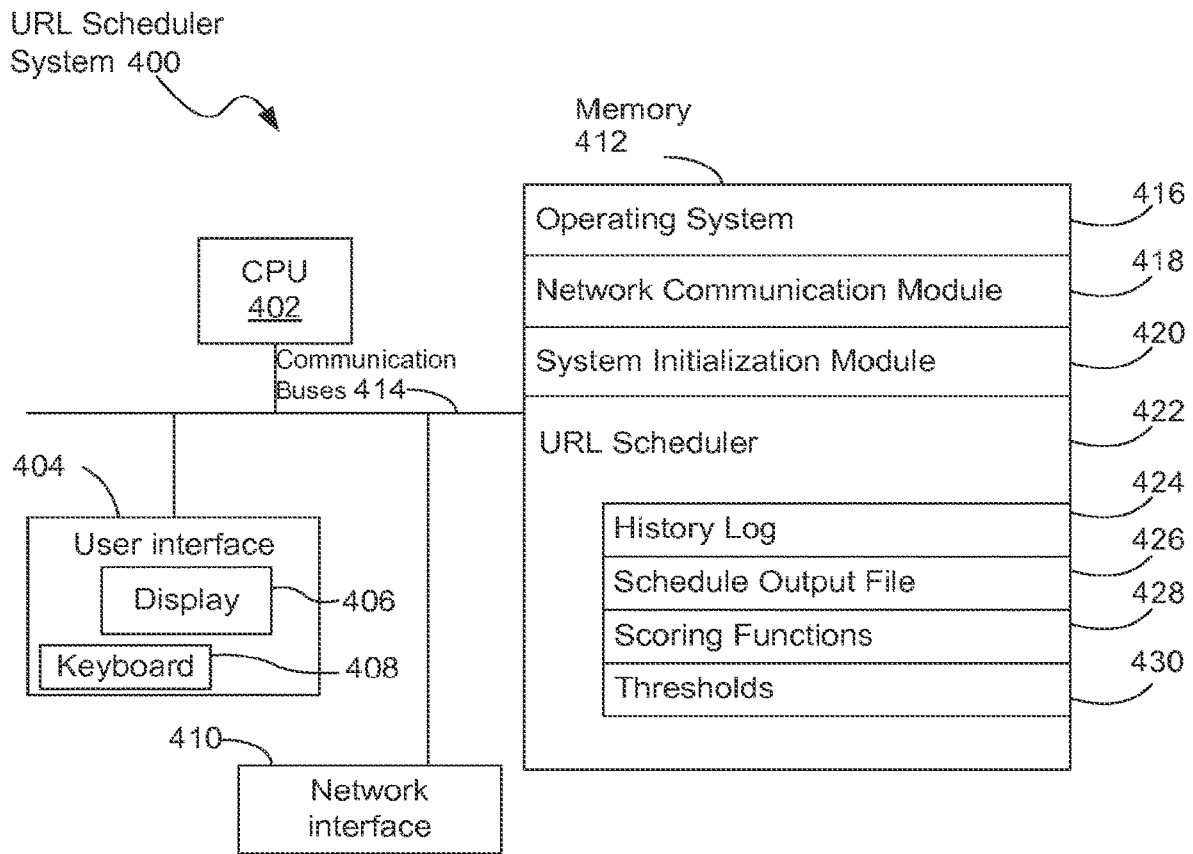 URL Scheduler
System 400
Memory
412
Operating System
416
Network Communication Module
418
System Initialization Module
420
URL Scheduler
422
History Log
424
Schedule Output File
426
Scoring Functions
428
Thresholds
430
CPU
402
Communication
Buses 414
404
User interface
Display
406
Keyboard
408
410
Network
interface